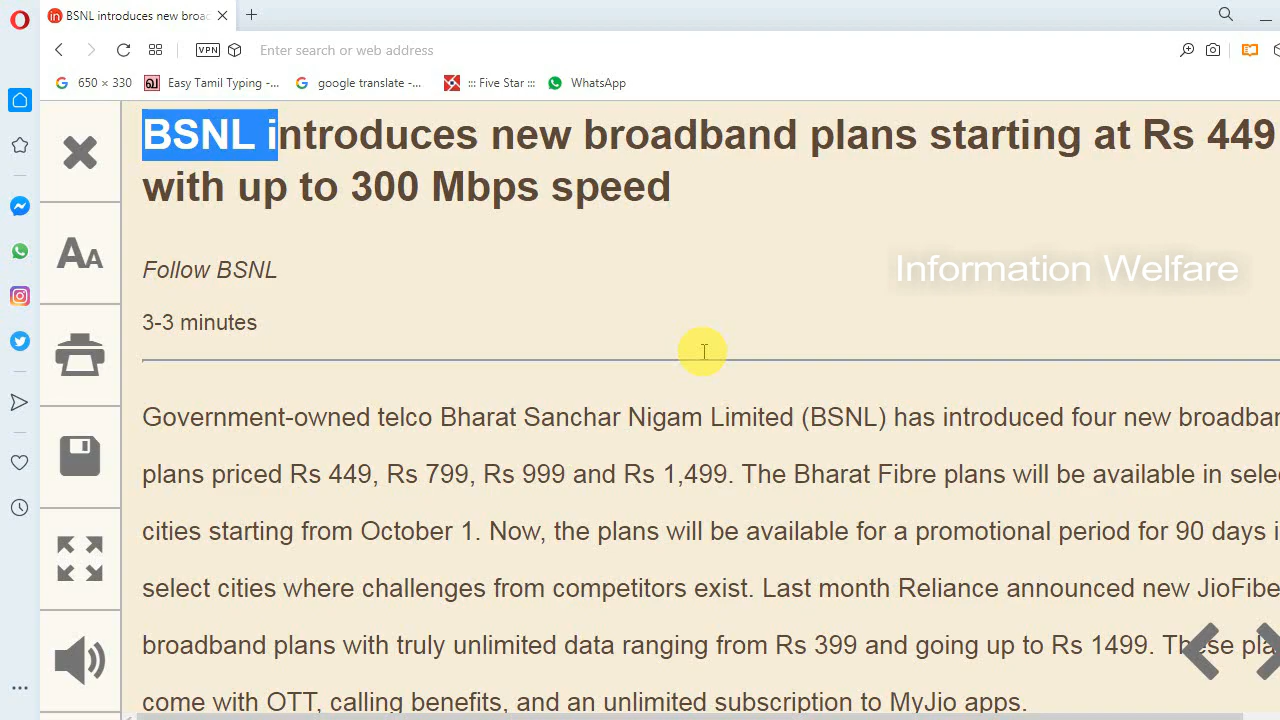 BSNL introduces new broa
VPN
Enter search or web address
650 × 330
Easy Tamil Typing -...
google translate -...
::: Five Star :::
WhatsApp
BSNL introduces new broadband plans starting at Rs 449
with up to 300 Mbps speed
AA
Follow BSNL
Information Welfare
3-3 minutes
Government-owned telco Bharat Sanchar Nigam Limited (BSNL) has introduced four new broadban
plans priced Rs 449, Rs 799, Rs 999 and Rs 1,499. The Bharat Fibre plans will be available in sele
cities starting from October 1. Now, the plans will be available for a promotional period for 90 days i
select cities where challenges from competitors exist. Last month Reliance announced new JioFibe
broadband plans with truly unlimited data ranging from Rs 399 and going up to Rs 1499. These pla
come with OTT, calling benefits, and an unlimited subscription to MyJio apps.